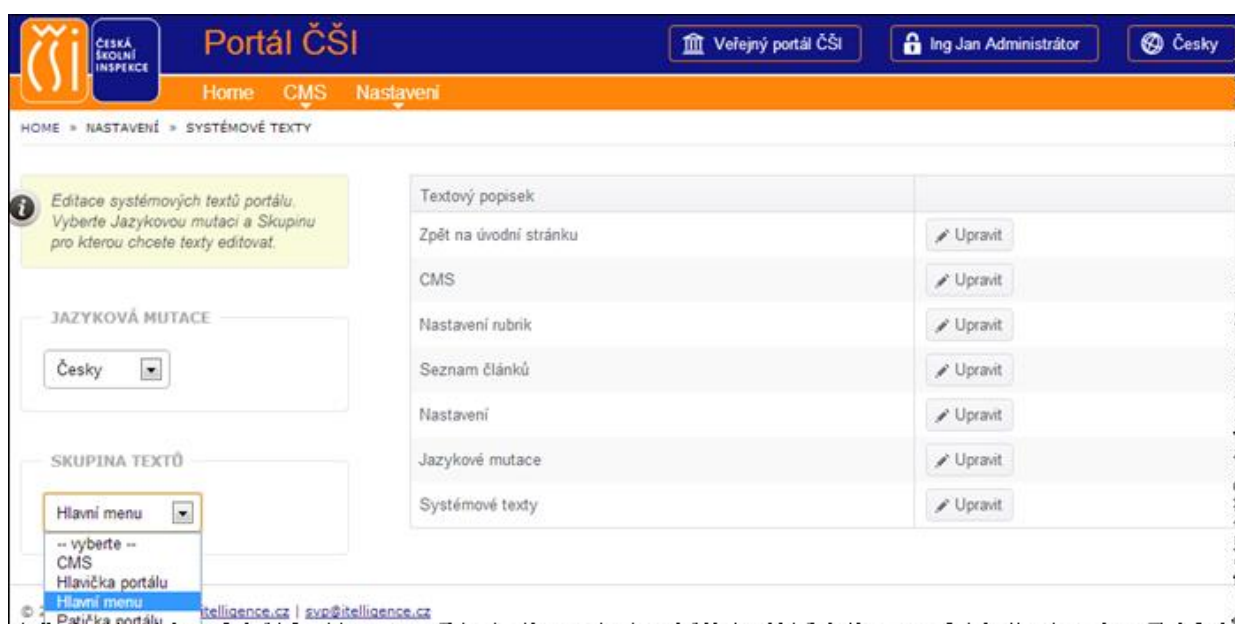 ČESKÁ
ŠKOLNÍ
INSPEKCE
Portál ČŠI
Veřejný portál ČŠI
Ing Jan Administrátor
Česky
Home CMS Nastavení
HOME » NASTAVENÍ » SYSTÉMOVÉ TEXTY
Editace systémových textů portálu.
Vyberte Jazykovou mutaci a Skupinu
pro kterou chcete texty editovat.
JAZYKOVÁ MUTACE
Česky
SKUPINA TEXTŮ
Hlavní menu
-- vyberte --
CMS
Hlavička portálu
Hlavní menu
Patička portálu
Textový popisek
Zpět na úvodní stránku Upravit
CMS Upravit
Nastavení rubrik Upravit
Seznam článků Upravit
Nastavení Upravit
Jazykové mutace Upravit
Systémové texty Upravit
itelligence.cz | svp@itelligence.cz